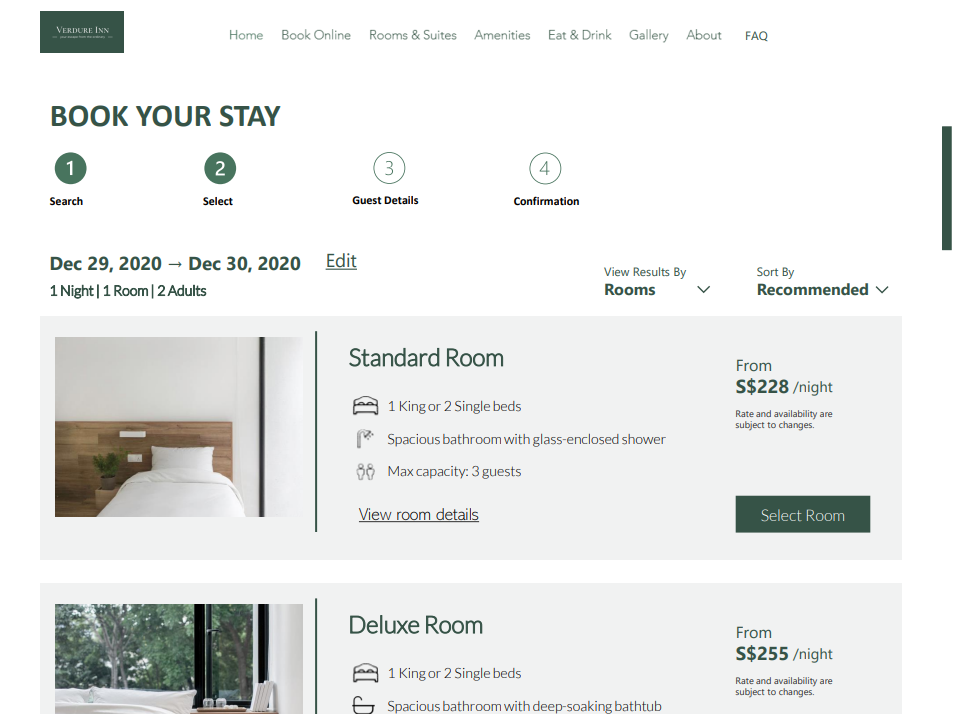 VERDURE INN
Home Book Online Rooms & Suites Amenities Eat & Drink Gallery About FAQ
BOOK YOUR STAY
1 2 3 4
Search Select Guest Details Confirmation
Dec 29, 2020 → Dec 30, 2020 Edit
1 Night | 1 Room | 2 Adults
View Results By
Rooms
Sort By
Recommended
Standard Room
1 King or 2 Single beds
Spacious bathroom with glass-enclosed shower
Max capacity: 3 guests
View room details
From
S$228 /night
Rate and availability are
subject to changes.
Select Room
Deluxe Room
1 King or 2 Single beds
Spacious bathroom with deep-soaking bathtub
From
S$255 /night
Rate and availability are
subject to changes.